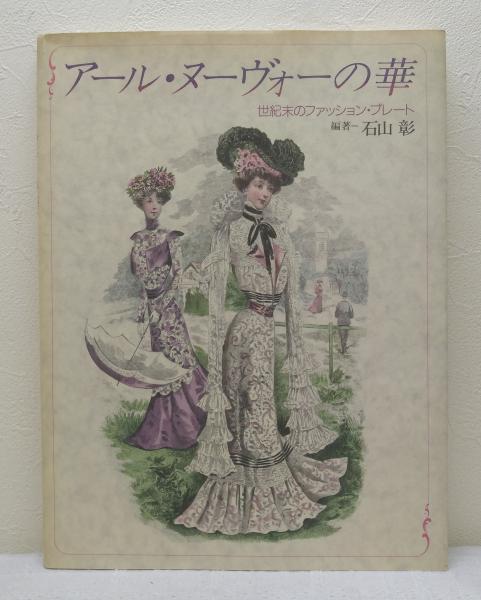 アール・ヌーヴォーの華
世紀末のファッション・プレート
編著─石山 彰